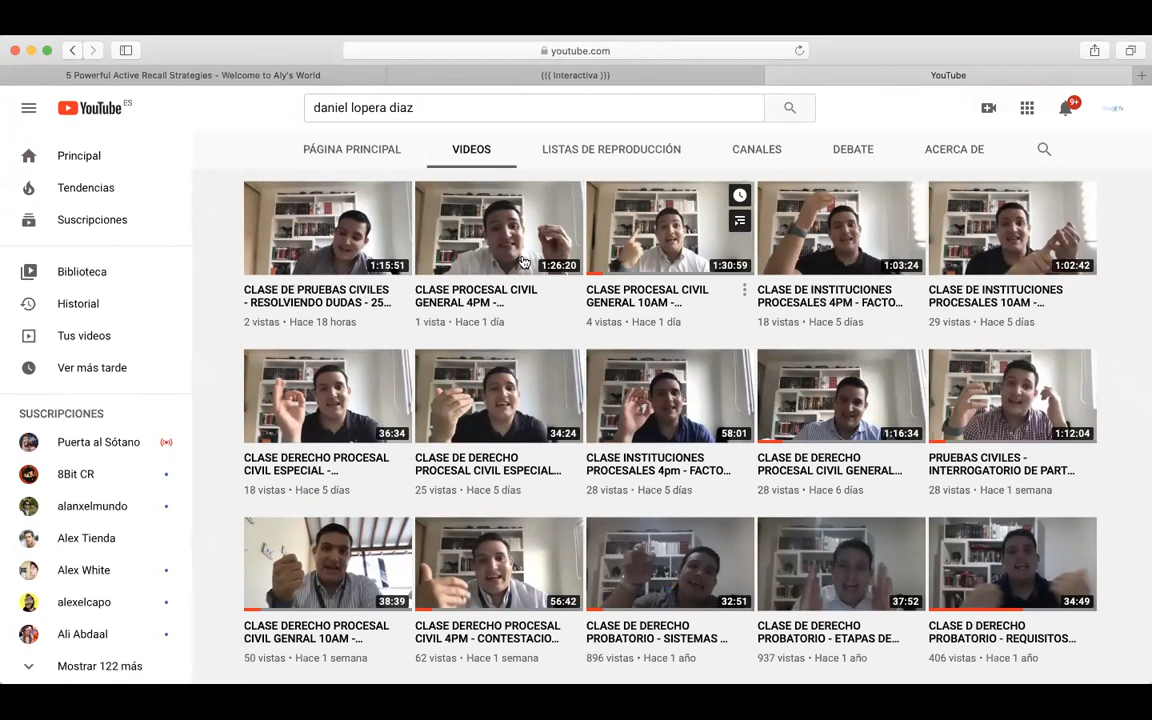 youtube.com
5 Powerful Active Recall Strategies - Welcome to Aly's World
((( Interactiva )))
YouTube
YouTube ES
daniel lopera diaz
9+
PÁGINA PRINCIPAL
VIDEOS
LISTAS DE REPRODUCCIÓN
CANALES
DEBATE
ACERCA DE
Principal
Tendencias
Suscripciones
Biblioteca
Historial
Tus videos
Ver más tarde
SUSCRIPCIONES
Puerta al Sótano
8Bit CR
alanxelmundo
Alex Tienda
Alex White
alexelcapo
Ali Abdaal
Mostrar 122 más
1:15:51
CLASE DE PRUEBAS CIVILES
- RESOLVIENDO DUDAS - 25...
2 vistas • Hace 18 horas
1:26:20
CLASE PROCESAL CIVIL
GENERAL 4PM -...
1 vista • Hace 1 día
1:30:59
CLASE PROCESAL CIVIL
GENERAL 10AM -...
4 vistas • Hace 1 día
1:03:24
CLASE DE INSTITUCIONES
PROCESALES 4PM - FACTO...
18 vistas • Hace 5 días
1:02:42
CLASE DE INSTITUCIONES
PROCESALES 10AM -...
29 vistas • Hace 5 días
36:34
CLASE DERECHO PROCESAL
CIVIL ESPECIAL -...
18 vistas • Hace 5 días
34:24
CLASE DE DERECHO
PROCESAL CIVIL ESPECIAL...
25 vistas • Hace 5 días
58:01
CLASE INSTITUCIONES
PROCESALES 4pm - FACTO...
28 vistas • Hace 5 días
1:16:34
CLASE DE DERECHO
PROCESAL CIVIL GENERAL...
28 vistas • Hace 6 días
1:12:04
PRUEBAS CIVILES -
INTERROGATORIO DE PART...
28 vistas • Hace 1 semana
38:39
CLASE DERECHO PROCESAL
CIVIL GENRAL 10AM -...
50 vistas • Hace 1 semana
56:42
CLASE DERECHO PROCESAL
CIVIL 4PM - CONTESTACIO...
62 vistas • Hace 1 semana
32:51
CLASE DE DERECHO
PROBATORIO - SISTEMAS ...
896 vistas • Hace 1 año
37:52
CLASE DE DERECHO
PROBATORIO - ETAPAS DE...
937 vistas • Hace 1 año
34:49
CLASE D DERECHO
PROBATORIO - REQUISITOS...
406 vistas • Hace 1 año